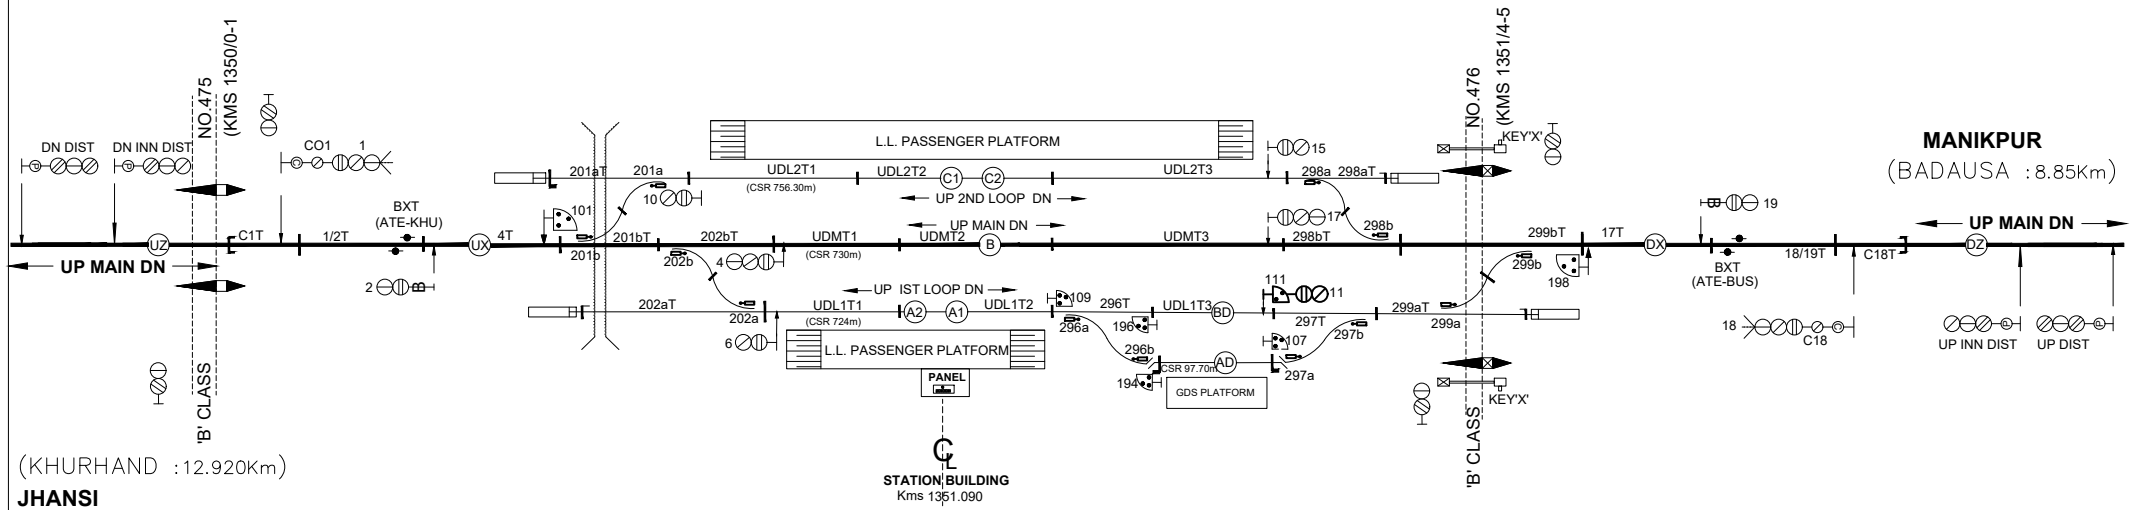 NO.475
(KMS 1350/0-1
'B' CLASS
DN DIST
DN INN DIST
CO1
1
P
P
C
UZ
C1T
1/2T
BXT
(ATE-KHU)
UX
4T
101
2
B
UP MAIN DN
(KHURHAND :12.920Km)
JHANSI
L.L. PASSENGER PLATFORM
201aT
201a
10
UDL2T1
(CSR 756.30m)
UDL2T2
C1
C2
UDL2T3
15
298a
298aT
UP 2ND LOOP DN
UP MAIN DN
17
201b
201bT
202b
202bT
4
UDMT1
(CSR 730m)
UDMT2
B
UDMT3
298bT
298b
UP IST LOOP DN
202aT
202a
6
UDL1T1
(CSR 724m)
A2
A1
UDL1T2
109
296a
296T
196
UDL1T3
BD
111
11
297T
297b
299aT
299a
296b
194
CSR 97.70m
AD
107
297a
GDS PLATFORM
L.L. PASSENGER PLATFORM
PANEL
CL
STATION BUILDING
Kms 1351.090
NO.476
(KMS 1351/4-5
'B' CLASS
KEY'X'
KEY'X'
299bT
299b
198
17T
DX
B
19
BXT
(ATE-BUS)
18/19T
C18T
DZ
18
C18
C
UP INN DIST
P
UP DIST
P
UP MAIN DN
MANIKPUR
(BADAUSA :8.85Km)